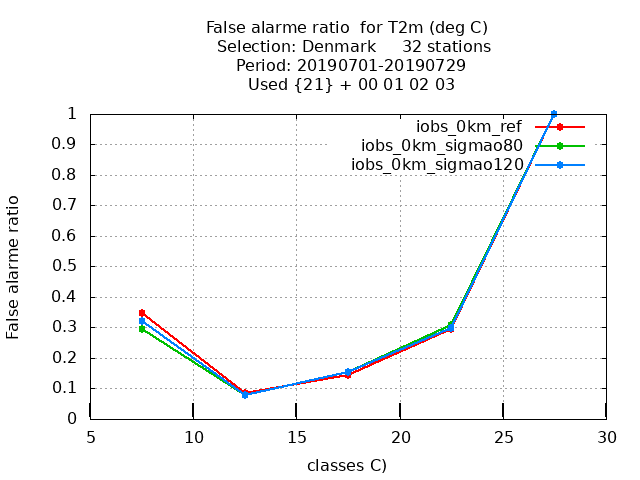 False alarme ratio  for T2m (deg C)
Selection: Denmark     32 stations
Period: 20190701-20190729
Used {21} + 00 01 02 03
iobs_0km_ref
iobs_0km_sigmao80
iobs_0km_sigmao120
False alarme ratio
1
0.9
0.8
0.7
0.6
0.5
0.4
0.3
0.2
0.1
0
5 10 15 20 25 30
classes C)